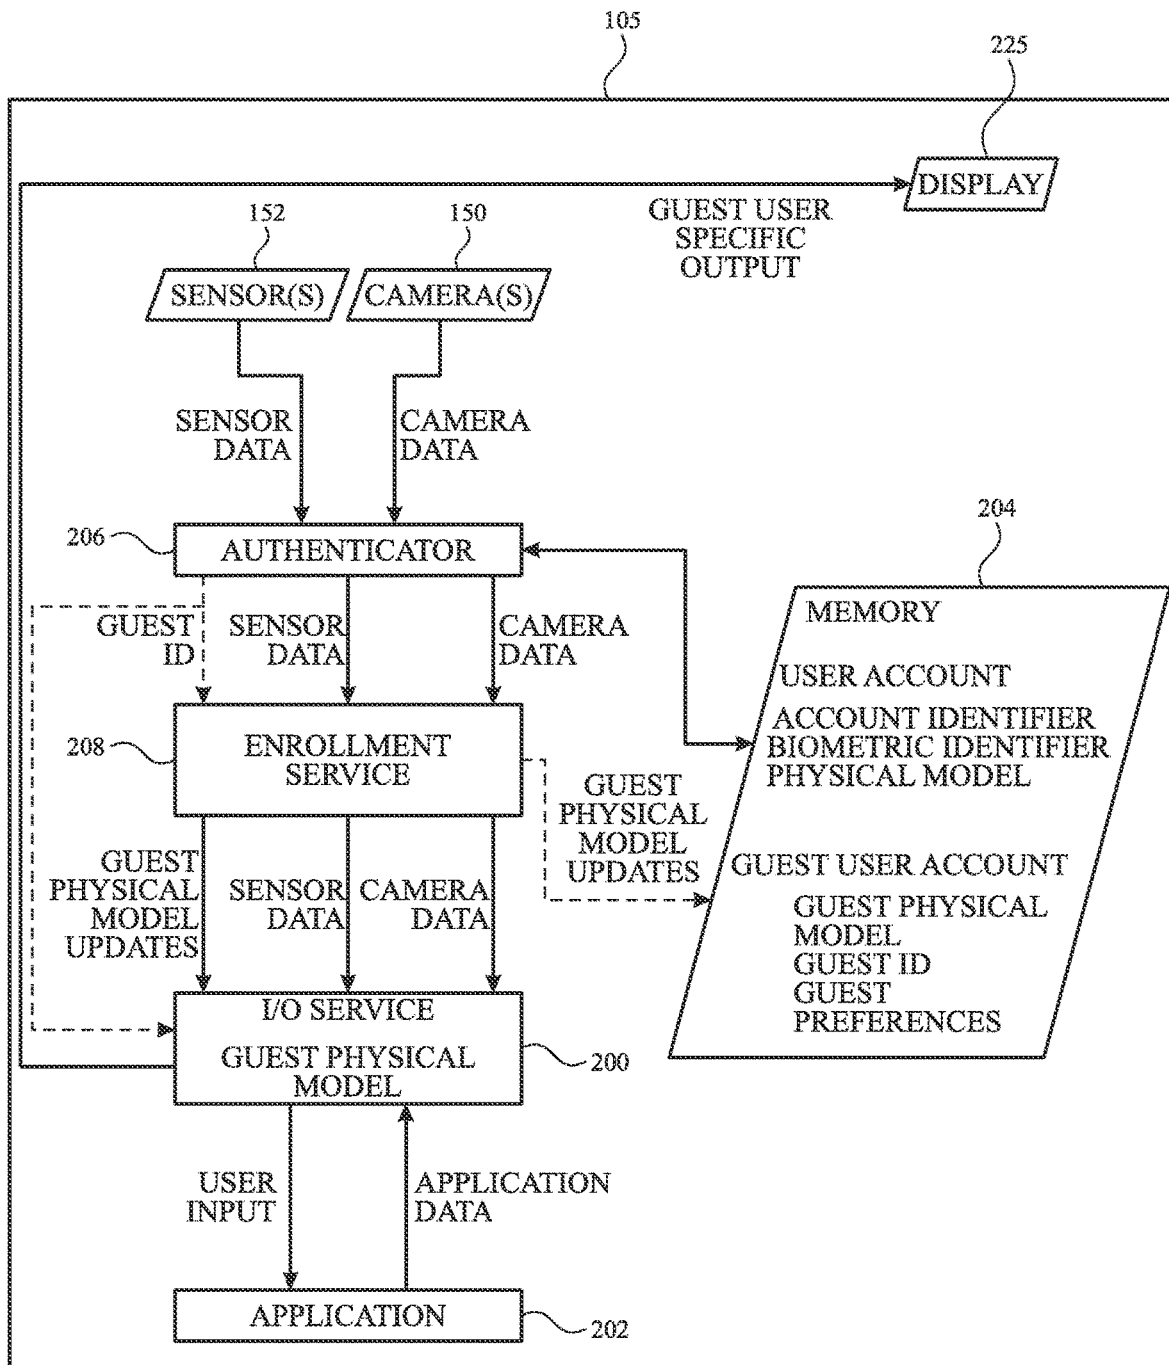 105
225
DISPLAY
GUEST USER
SPECIFIC
OUTPUT
152
150
SENSOR(S)
CAMERA(S)
SENSOR
DATA
CAMERA
DATA
206
AUTHENTICATOR
204
GUEST
ID
SENSOR
DATA
CAMERA
DATA
MEMORY
USER ACCOUNT
ACCOUNT IDENTIFIER
BIOMETRIC IDENTIFIER
PHYSICAL MODEL
208
ENROLLMENT
SERVICE
GUEST
PHYSICAL
MODEL
UPDATES
GUEST USER ACCOUNT
GUEST PHYSICAL
MODEL
GUEST ID
GUEST
PREFERENCES
GUEST
PHYSICAL
MODEL
UPDATES
SENSOR
DATA
CAMERA
DATA
I/O SERVICE
GUEST PHYSICAL
MODEL
200
USER
INPUT
APPLICATION
DATA
APPLICATION
202